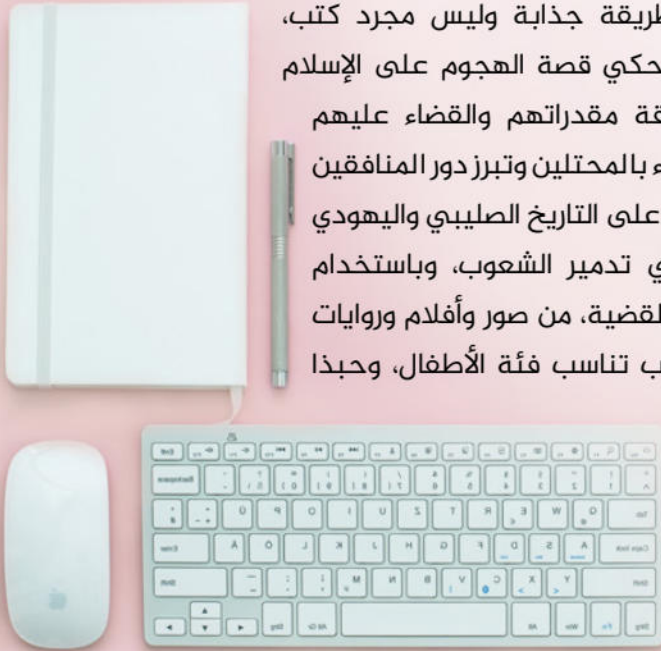 طريقة جذابة وليس مجرد كتب،
حكي قصة الهجوم على الإسلام
قة مقدراتهم والقضاء عليهم
ء بالمحتلين وتبرز دور المنافقين
على التاريخ الصليبي واليهودي
ي تدمير الشعوب، وباستخدام
لقضية، من صور وأفلام وروايات
ب تناسب فئة الأطفال، وحبذا